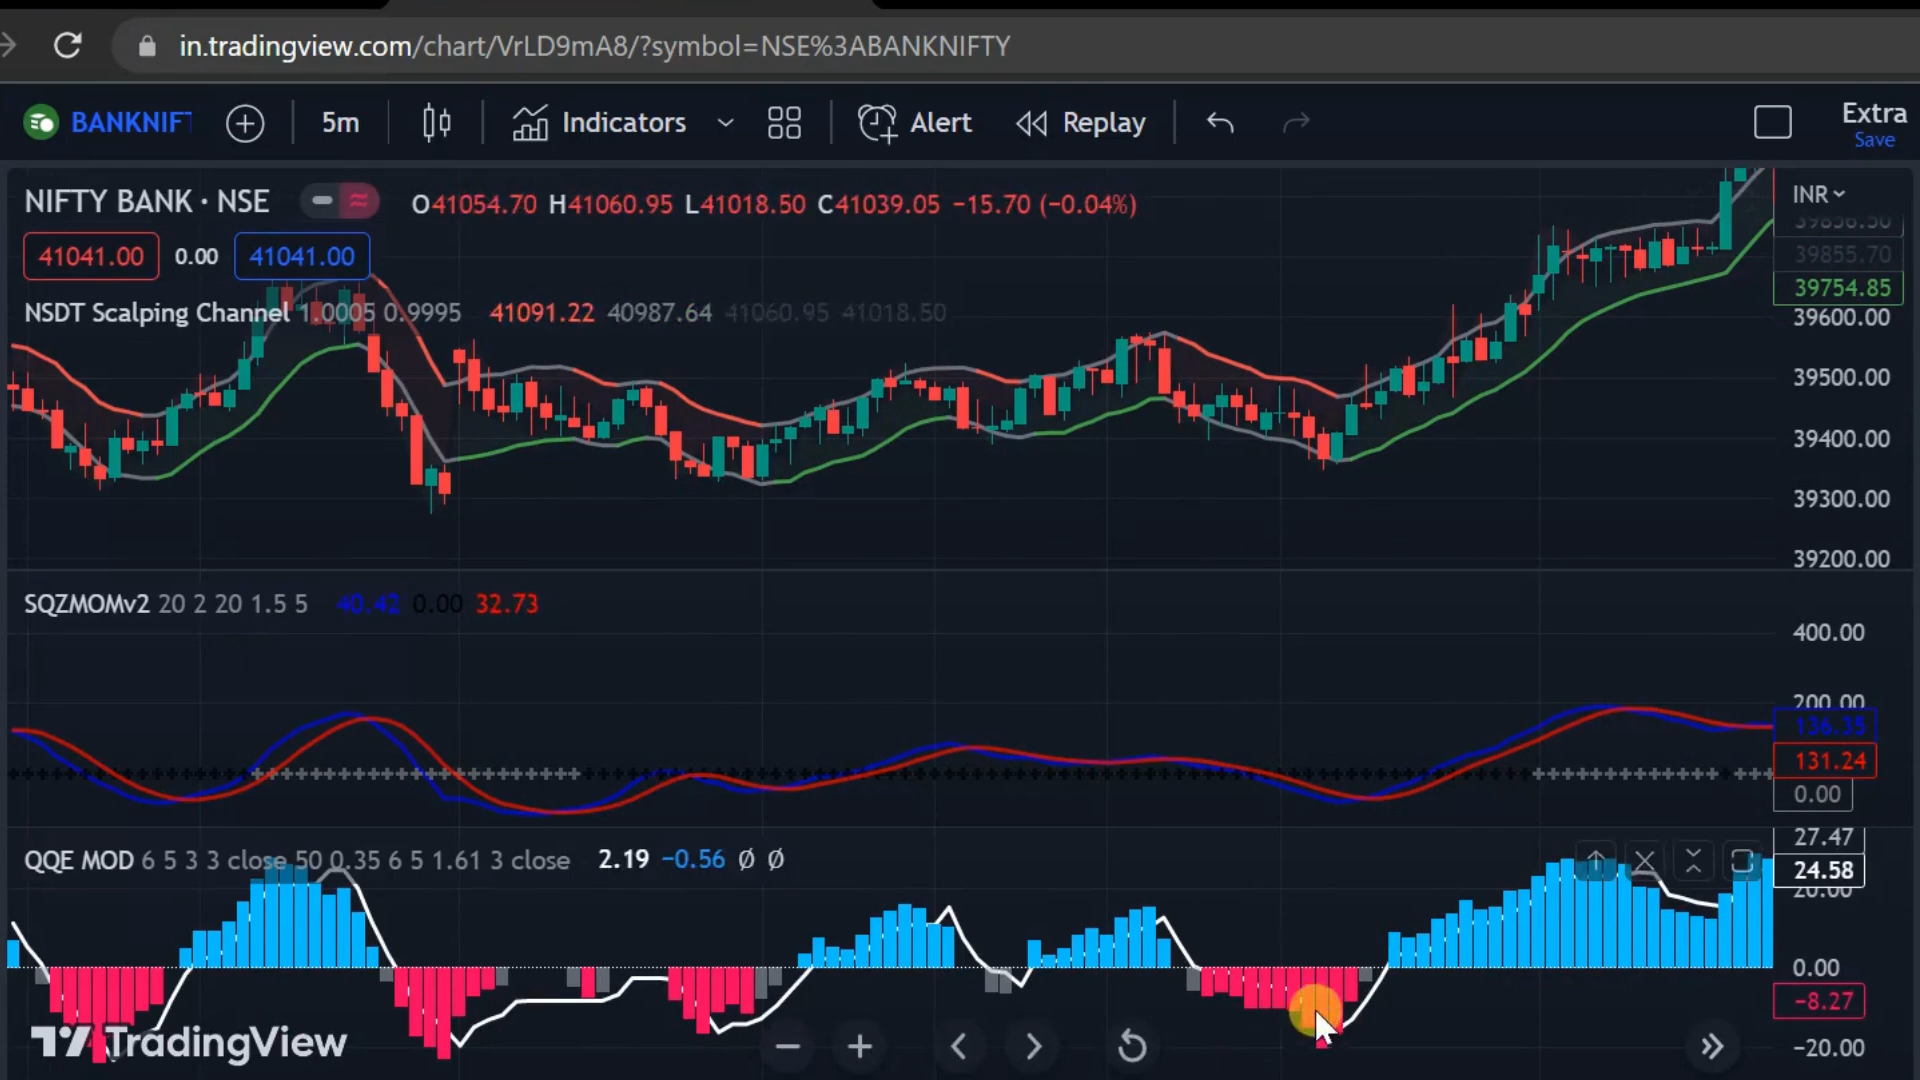 in.tradingview.com/chart/VrLD9mA8/?symbol=NSE%3ABANKNIFTY
BANKNIFT 5m Indicators Alert Replay Extra
Save
NIFTY BANK · NSE O41054.70 H41060.95 L41018.50 C41039.05 −15.70 (−0.04%) INR
39856.50
41041.00 0.00 41041.00 39855.70
39754.85
NSDT Scalping Channel 1.0005 0.9995 41091.22 40987.64 41060.95 41018.50
39600.00
39500.00
39400.00
39300.00
39200.00
SQZMOMv2 20 2 20 1.5 5 40.42 0.00 32.73
400.00
200.00
136.35
131.24
0.00
27.47
QQE MOD 6 5 3 3 close 50 0.35 6 5 1.61 3 close 2.19 −0.56 Ø Ø
24.58
20.00
0.00
−8.27
TradingView
−20.00